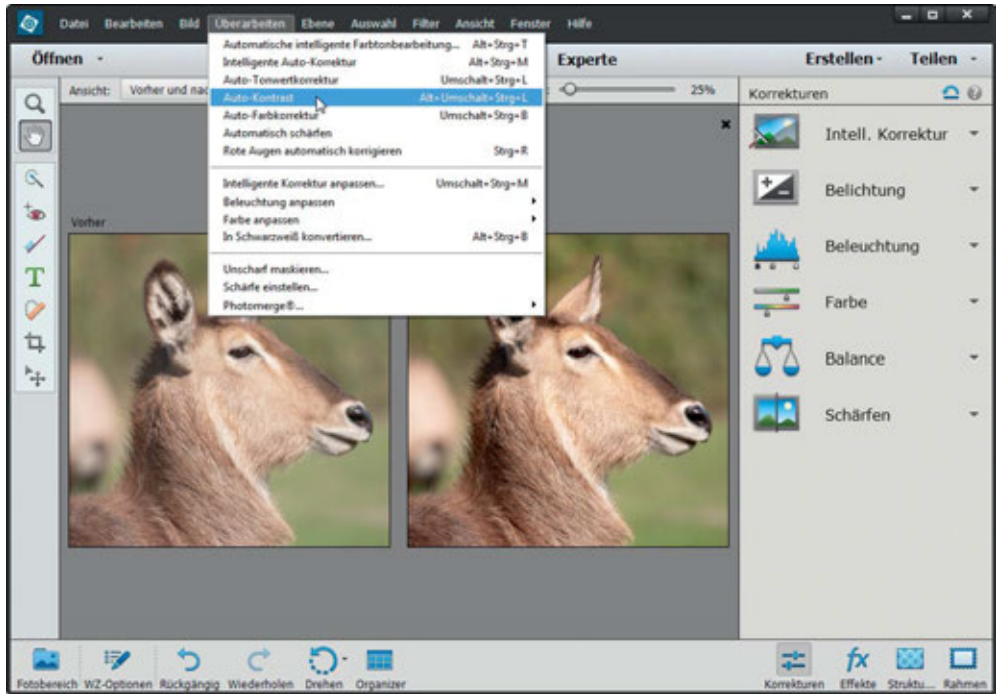 Datei Bearbeiten Bild Überarbeiten Ebene Auswahl Filter Ansicht Fenster Hilfe
Öffnen
Experte
Erstellen
Teilen
Ansicht: Vorher und nac
25%
Automatische intelligente Farbtonbearbeitung... Alt+Strg+T
Intelligente Auto-Korrektur Alt+Strg+M
Auto-Tonwertkorrektur Umschalt+Strg+L
Auto-Kontrast Alt+Umschalt+Strg+L
Auto-Farbkorrektur Umschalt+Strg+B
Automatisch schärfen
Rote Augen automatisch korrigieren Strg+R
Intelligente Korrektur anpassen... Umschalt+Strg+M
Beleuchtung anpassen
Farbe anpassen
In Schwarzweiß konvertieren... Alt+Strg+B
Unscharf maskieren...
Schärfe einstellen...
Photomerge®...
Vorher
T
Korrekturen
Intell. Korrektur
Belichtung
Beleuchtung
Farbe
Balance
Schärfen
Fotobereich WZ-Optionen Rückgängig Wiederholen Drehen Organizer
fx
Korrekturen Effekte Struktu... Rahmen